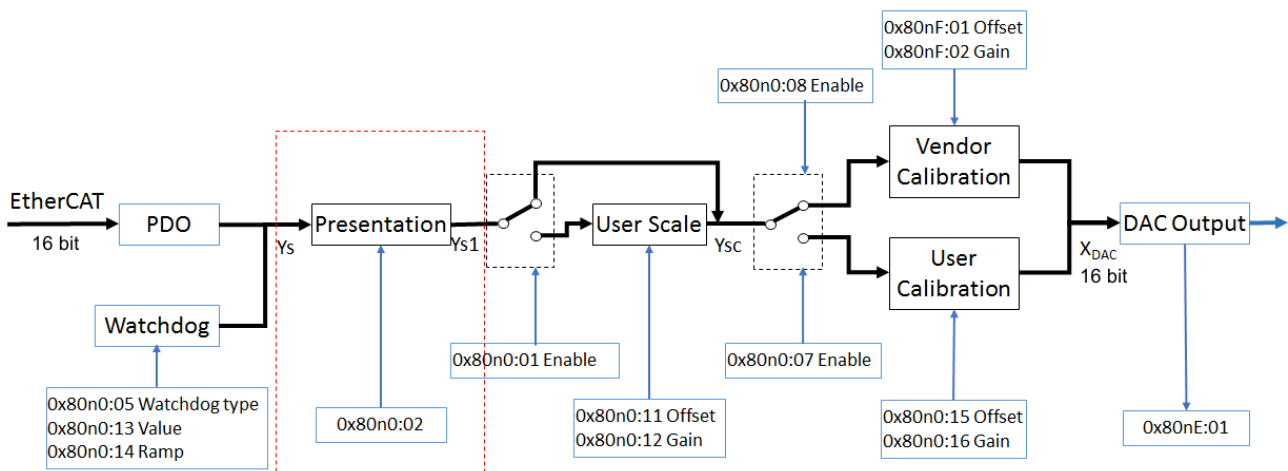 0x80nF:01 Offset
0x80nF:02 Gain
0x80n0:08 Enable
Vendor
Calibration
EtherCAT
16 bit
PDO
Ys
Presentation
Ys1
User Scale
Ysc
User
Calibration
XDAC
16 bit
DAC Output
Watchdog
0x80n0:01 Enable
0x80n0:07 Enable
0x80n0:05 Watchdog type
0x80n0:13 Value
0x80n0:14 Ramp
0x80n0:02
0x80n0:11 Offset
0x80n0:12 Gain
0x80n0:15 Offset
0x80n0:16 Gain
0x80nE:01